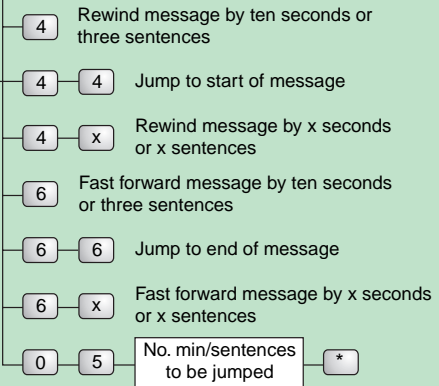 4 Rewind message by ten seconds or
three sentences
4 4 Jump to start of message
4 x Rewind message by x seconds
or x sentences
6 Fast forward message by ten seconds
or three sentences
6 6 Jump to end of message
6 x Fast forward message by x seconds
or x sentences
0 5 No. min/sentences
to be jumped *